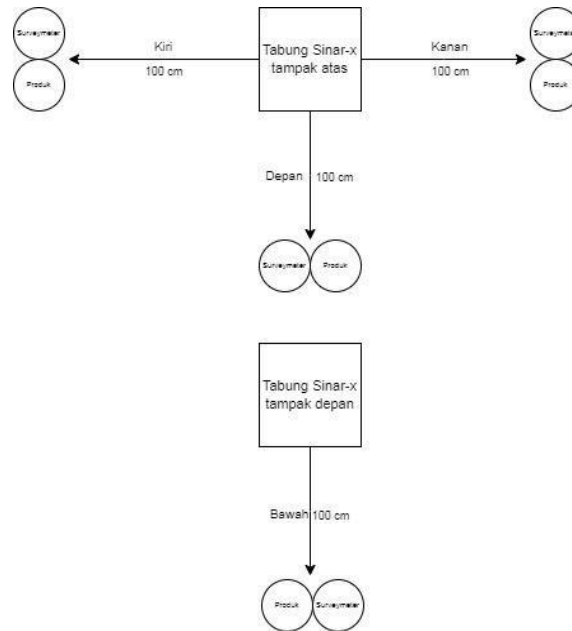 Surveymeter
Produk
Kiri
100 cm
Tabung Sinar-x
tampak atas
Kanan
100 cm
Surveymeter
Produk
Depan
100 cm
Surveymeter
Produk
Tabung Sinar-x
tampak depan
Bawah
100 cm
Produk
Surveymeter